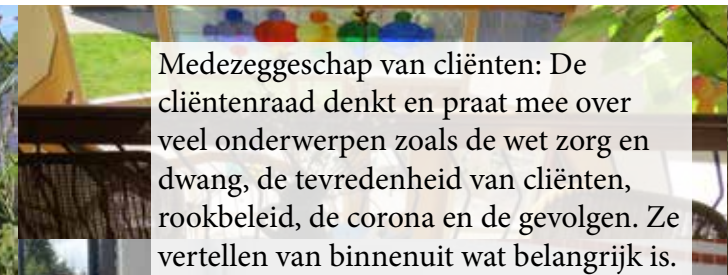 Medezeggeschap van cliënten: De
cliëntenraad denkt en praat mee over
veel onderwerpen zoals de wet zorg en
dwang, de tevredenheid van cliënten,
rookbeleid, de corona en de gevolgen. Ze
vertellen van binnenuit wat belangrijk is.